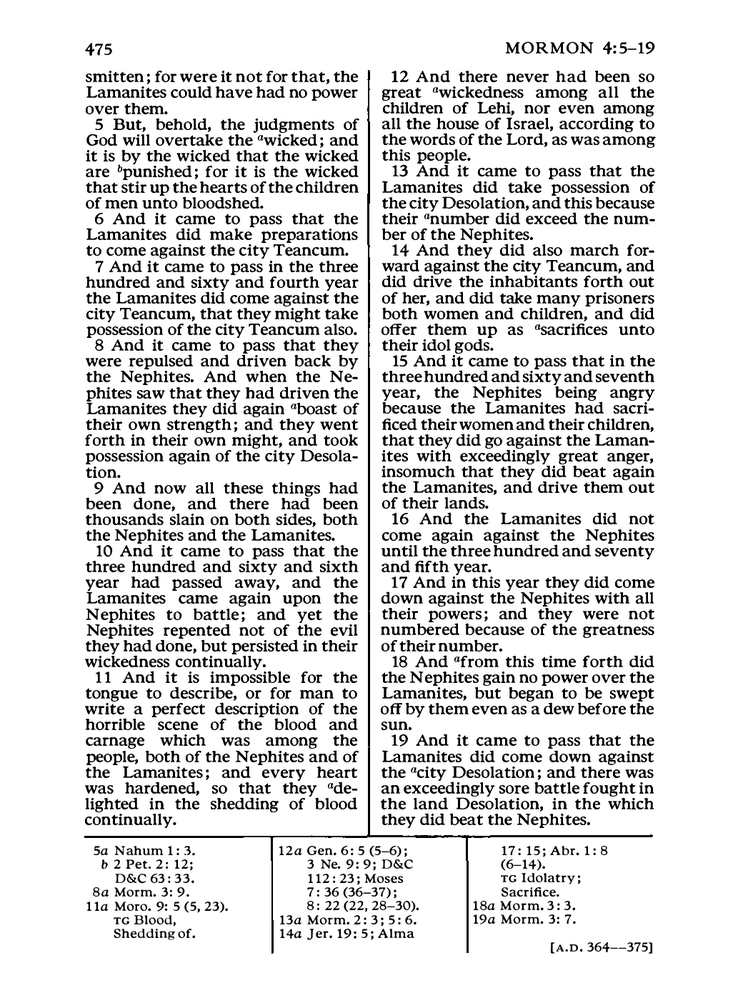 475
MORMON 4:5–19
smitten; for were it not for that, the
Lamanites could have had no power
over them.
5 But, behold, the judgments of
God will overtake the awicked; and
it is by the wicked that the wicked
are bpunished; for it is the wicked
that stir up the hearts of the children
of men unto bloodshed.
6 And it came to pass that the
Lamanites did make preparations
to come against the city Teancum.
7 And it came to pass in the three
hundred and sixty and fourth year
the Lamanites did come against the
city Teancum, that they might take
possession of the city Teancum also.
8 And it came to pass that they
were repulsed and driven back by
the Nephites. And when the Ne-
phites saw that they had driven the
Lamanites they did again aboast of
their own strength; and they went
forth in their own might, and took
possession again of the city Desola-
tion.
9 And now all these things had
been done, and there had been
thousands slain on both sides, both
the Nephites and the Lamanites.
10 And it came to pass that the
three hundred and sixty and sixth
year had passed away, and the
Lamanites came again upon the
Nephites to battle; and yet the
Nephites repented not of the evil
they had done, but persisted in their
wickedness continually.
11 And it is impossible for the
tongue to describe, or for man to
write a perfect description of the
horrible scene of the blood and
carnage which was among the
people, both of the Nephites and of
the Lamanites; and every heart
was hardened, so that they ade-
lighted in the shedding of blood
continually.
12 And there never had been so
great awickedness among all the
children of Lehi, nor even among
all the house of Israel, according to
the words of the Lord, as was among
this people.
13 And it came to pass that the
Lamanites did take possession of
the city Desolation, and this because
their anumber did exceed the num-
ber of the Nephites.
14 And they did also march for-
ward against the city Teancum, and
did drive the inhabitants forth out
of her, and did take many prisoners
both women and children, and did
offer them up as asacrifices unto
their idol gods.
15 And it came to pass that in the
three hundred and sixty and seventh
year, the Nephites being angry
because the Lamanites had sacri-
ficed their women and their children,
that they did go against the Laman-
ites with exceedingly great anger,
insomuch that they did beat again
the Lamanites, and drive them out
of their lands.
16 And the Lamanites did not
come again against the Nephites
until the three hundred and seventy
and fifth year.
17 And in this year they did come
down against the Nephites with all
their powers; and they were not
numbered because of the greatness
of their number.
18 And afrom this time forth did
the Nephites gain no power over the
Lamanites, but began to be swept
off by them even as a dew before the
sun.
19 And it came to pass that the
Lamanites did come down against
the acity Desolation; and there was
an exceedingly sore battle fought in
the land Desolation, in the which
they did beat the Nephites.
5a Nahum 1: 3.
b 2 Pet. 2: 12;
D&C 63: 33.
8a Morm. 3: 9.
11a Moro. 9: 5 (5, 23).
TG Blood,
Shedding of.
12a Gen. 6: 5 (5–6);
3 Ne. 9: 9; D&C
112: 23; Moses
7: 36 (36–37);
8: 22 (22, 28–30).
13a Morm. 2: 3; 5: 6.
14a Jer. 19: 5; Alma
17: 15; Abr. 1: 8
(6–14).
TG Idolatry;
Sacrifice.
18a Morm. 3: 3.
19a Morm. 3: 7.
[A.D. 364––375]